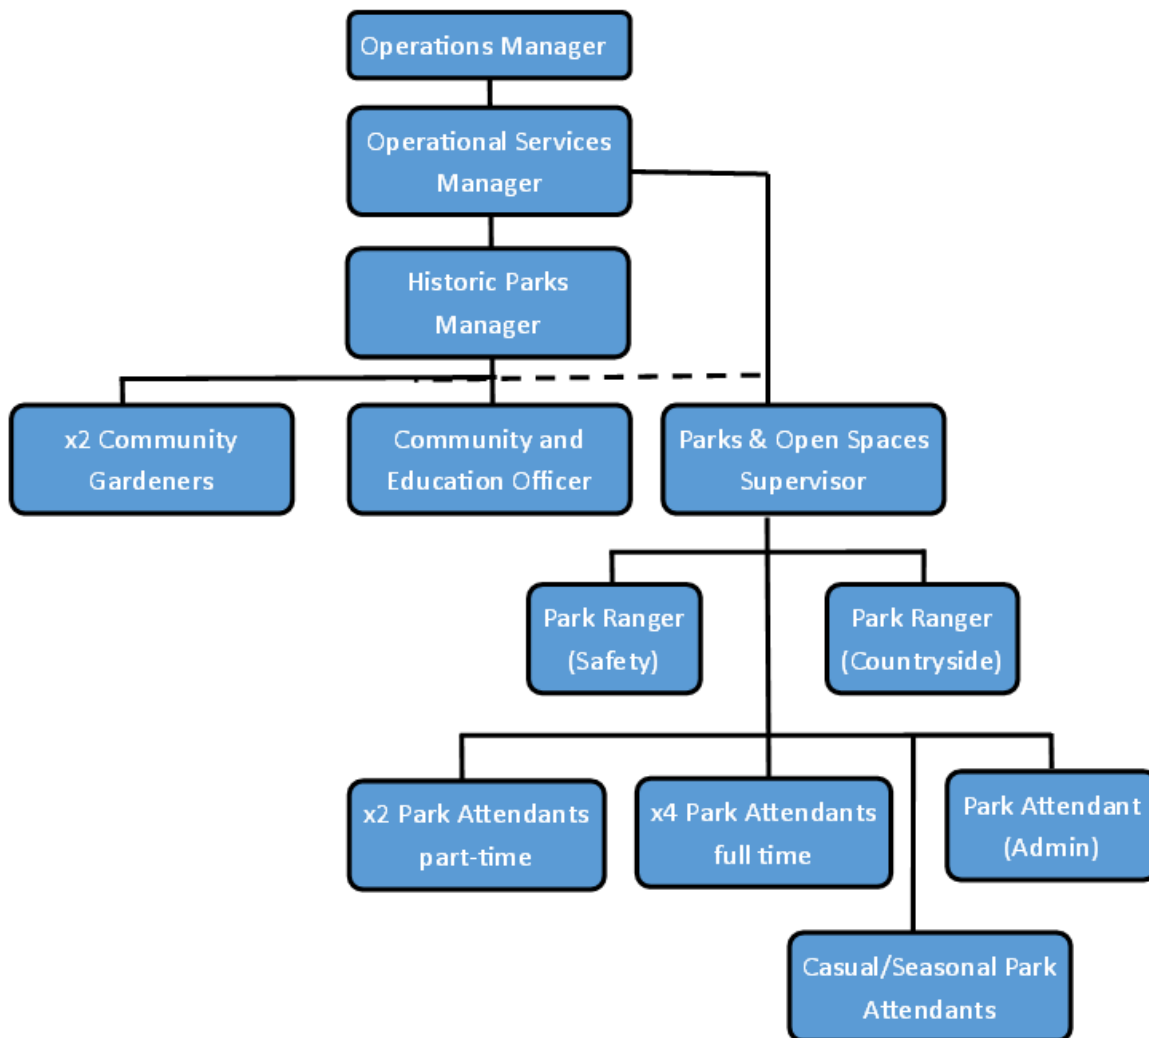 Operations Manager
Operational Services
Manager
Historic Parks
Manager
x2 Community
Gardeners
Community and
Education Officer
Parks & Open Spaces
Supervisor
Park Ranger
(Safety)
Park Ranger
(Countryside)
x2 Park Attendants
part-time
x4 Park Attendants
full time
Park Attendant
(Admin)
Casual/Seasonal Park
Attendants